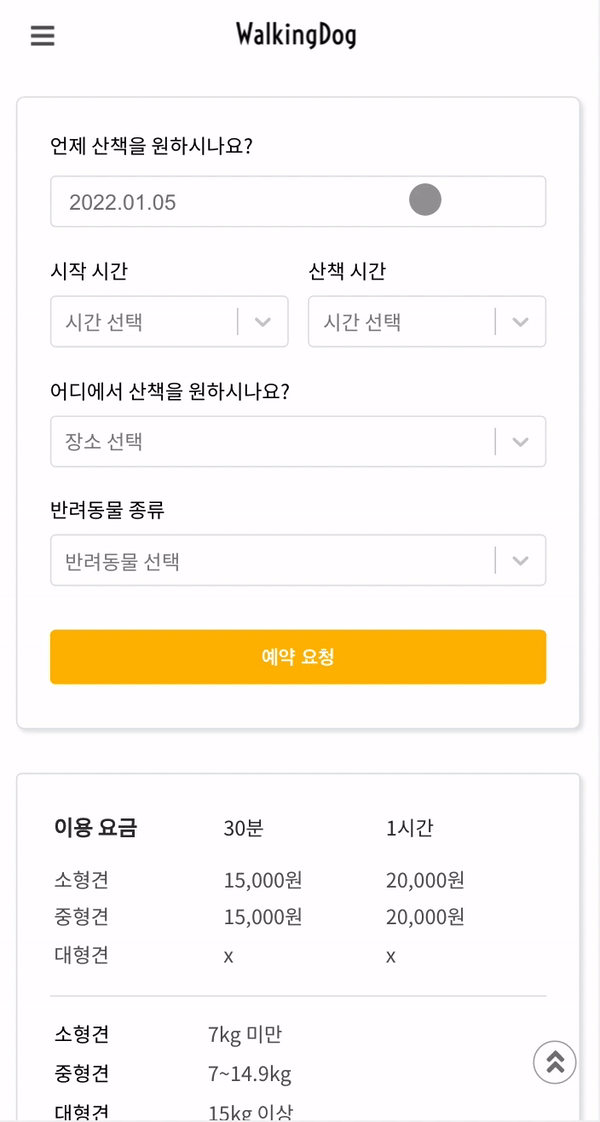 WalkingDog
언제 산책을 원하시나요?
2022.01.05
시작 시간 산책 시간
시간 선택 시간 선택
어디에서 산책을 원하시나요?
장소 선택
반려동물 종류
반려동물 선택
예약 요청
이용 요금 30분 1시간
소형견 15,000원 20,000원
중형견 15,000원 20,000원
대형견 x x
소형견 7kg 미만
중형견 7~14.9kg
대형견 15kg 이상